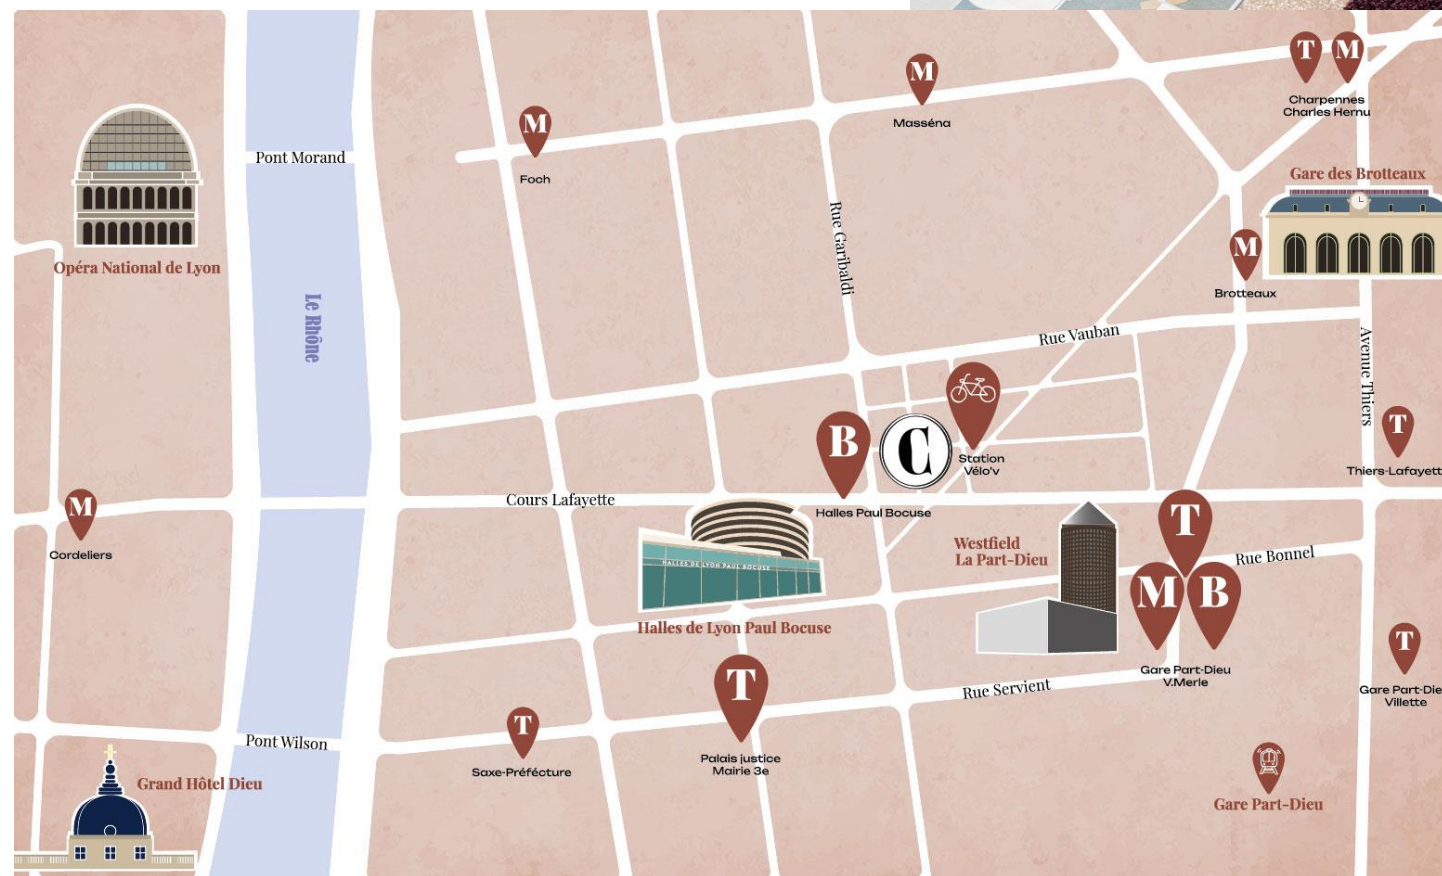 T
M
Charpennes
Charles Hernu
M
Masséna
M
Foch
Pont Morand
Gare des Brotteaux
Rue Garibaldi
M
Brotteaux
Opéra National de Lyon
Le Rhône
Rue Vauban
Avenue Thiers
B
C
Station
Vélo'v
T
Thiers-Lafayett
M
Cordeliers
Cours Lafayette
Halles Paul Bocuse
HALLES DE LYON PAUL BOCUSE
Halles de Lyon Paul Bocuse
Westfield
La Part-Dieu
T
M
B
Gare Part-Dieu
V.Merle
Rue Bonnel
T
Gare Part-Die
Villette
Rue Servient
T
Palais justice
Mairie 3e
T
Saxe-Préfécture
Pont Wilson
Grand Hôtel Dieu
Gare Part-Dieu